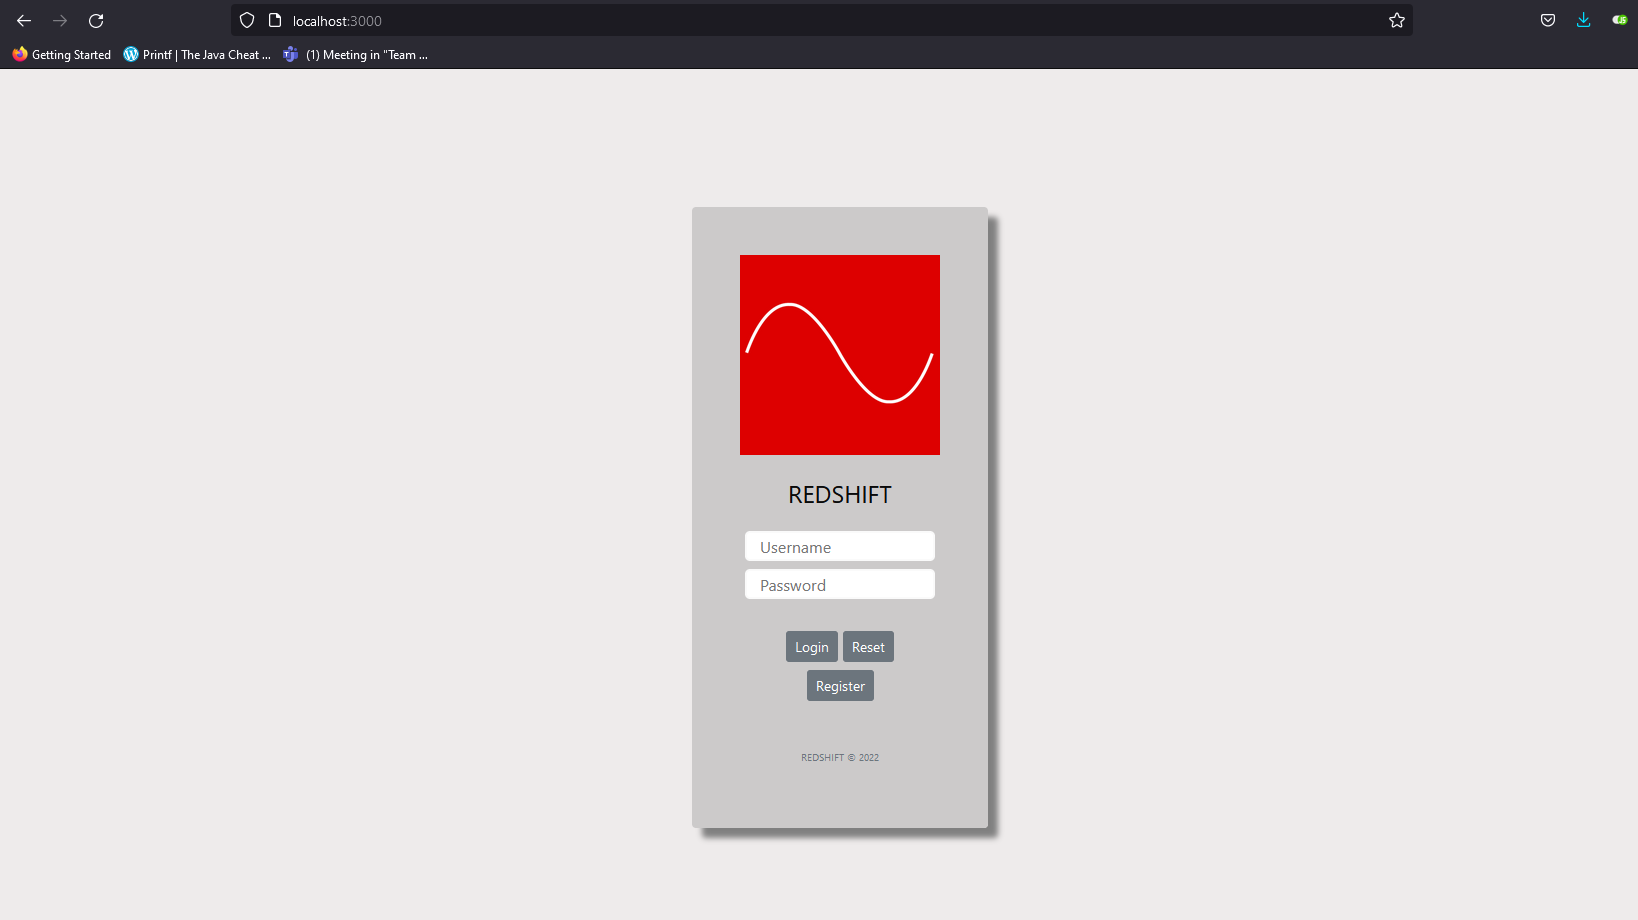 localhost:3000
Getting Started
Printf | The Java Cheat ...
(1) Meeting in "Team ...
REDSHIFT
Username
Password
Login
Reset
Register
REDSHIFT © 2022